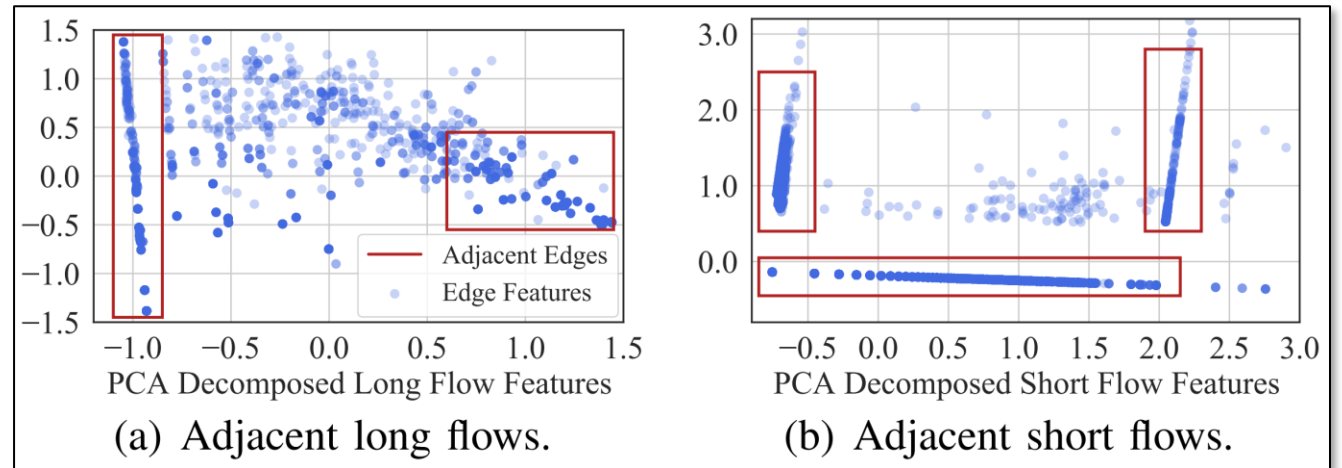 1.5
1.0
0.5
0.0
−0.5
−1.0
−1.5
−1.0 −0.5 0.0 0.5 1.0 1.5
Adjacent Edges
Edge Features
PCA Decomposed Long Flow Features
(a) Adjacent long flows.
3.0
2.0
1.0
0.0
−0.5 0.0 0.5 1.0 1.5 2.0 2.5 3.0
PCA Decomposed Short Flow Features
(b) Adjacent short flows.